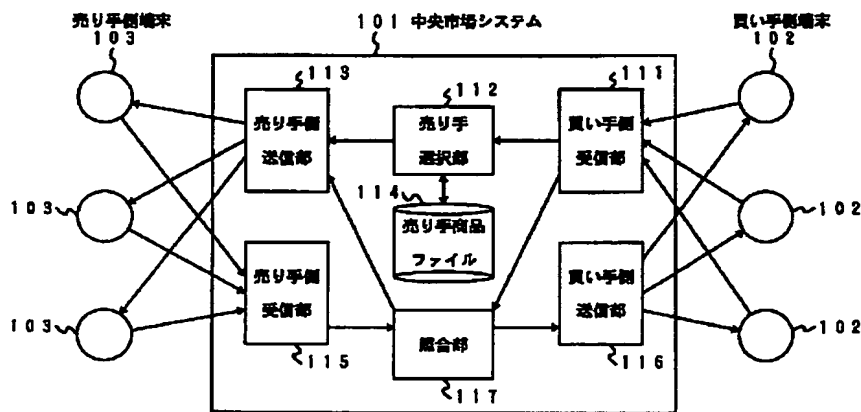 売り手側端末
103
101 中央市場システム
買い手側端末
102
113
112
111
売り手側
送信部
売り手
選択部
買い手側
受信部
114
103
売り手商品
ファイル
102
売り手側
受信部
買い手側
送信部
103
照合部
102
115
116
117